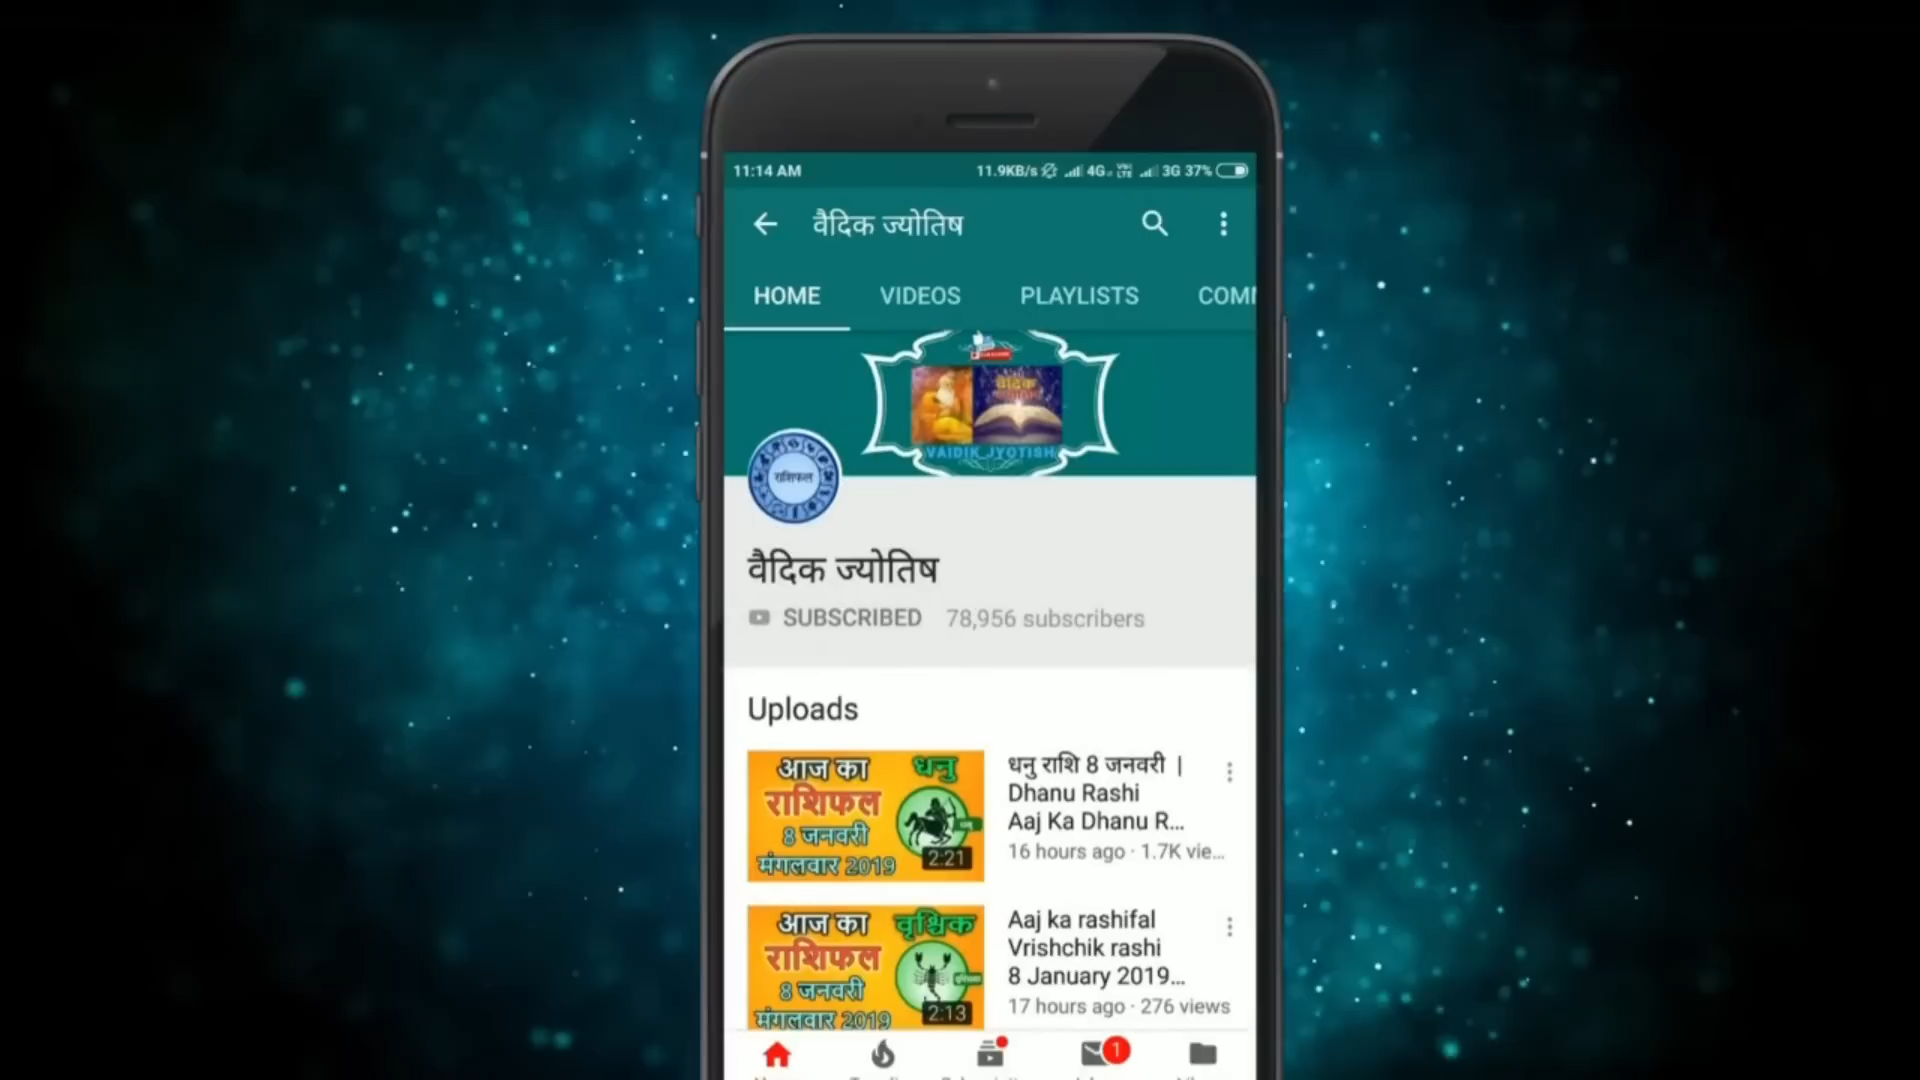 11:14 AM 11.9KB/s 4G 3G 37%
वैदिक ज्योतिष
HOME VIDEOS PLAYLISTS COMM
वैदिक
VAIDIK JYOTISH
राशिफल
वैदिक ज्योतिष
SUBSCRIBED 78,956 subscribers
Uploads
आज का धनु
राशिफल
8 जनवरी
मंगलवार 2019
2:21
धनु राशि 8 जनवरी |
Dhanu Rashi
Aaj Ka Dhanu R...
16 hours ago · 1.7K vie...
आज का वृश्चिक
राशिफल
8 जनवरी
मंगलवार 2019
2:13
Aaj ka rashifal
Vrishchik rashi
8 January 2019...
17 hours ago · 276 views
1